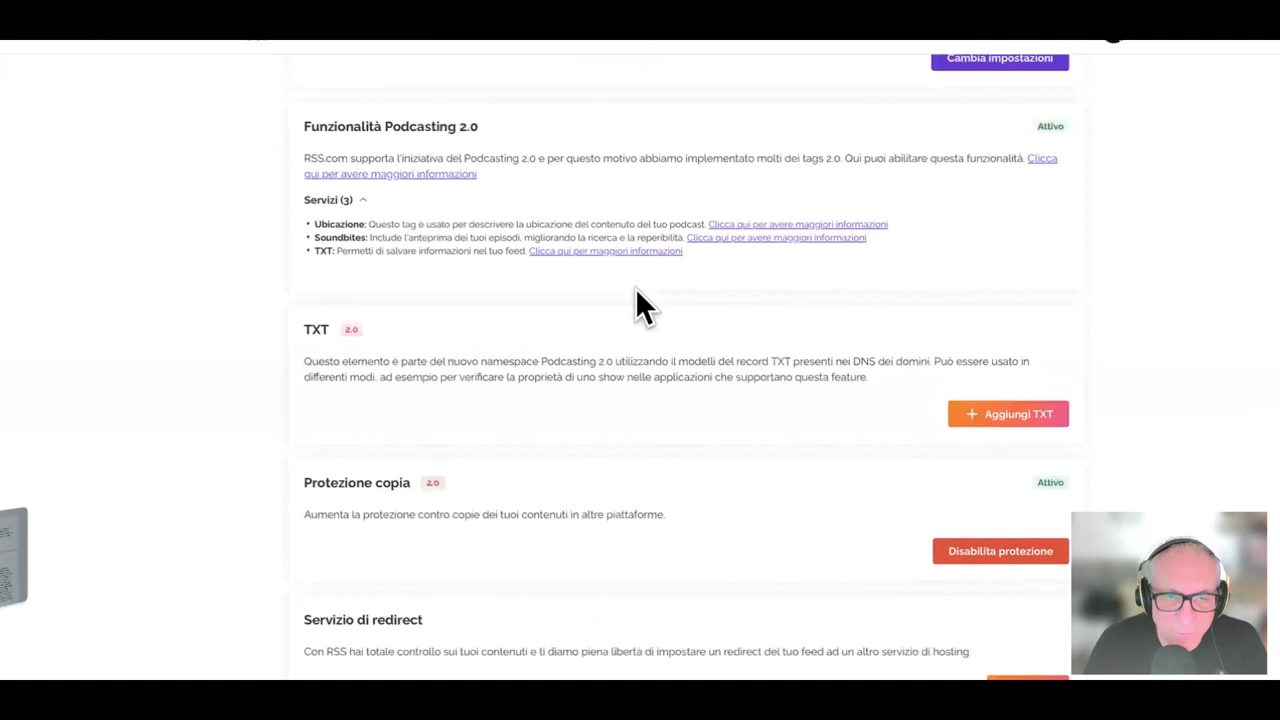 Cambia impostazioni
Funzionalità Podcasting 2.0
Attivo
RSS.com supporta l'iniziativa del Podcasting 2.0 e per questo motivo abbiamo implementato molti dei tags 2.0. Qui puoi abilitare questa funzionalità. Clicca
qui per avere maggiori informazioni
Servizi (3)
• Ubicazione: Questo tag è usato per descrivere la ubicazione del contenuto del tuo podcast. Clicca qui per avere maggiori informazioni
• Soundbites: Include l'anteprima dei tuoi episodi, migliorando la ricerca e la reperibilità. Clicca qui per avere maggiori informazioni
• TXT: Permetti di salvare informazioni nel tuo feed. Clicca qui per maggiori informazioni
TXT 2.0
Questo elemento è parte del nuovo namespace Podcasting 2.0 utilizzando il modelli del record TXT presenti nei DNS dei domini. Può essere usato in
differenti modi, ad esempio per verificare la proprietà di uno show nelle applicazioni che supportano questa feature.
+ Aggiungi TXT
Protezione copia 2.0
Attivo
Aumenta la protezione contro copie dei tuoi contenuti in altre piattaforme.
Disabilita protezione
Servizio di redirect
Con RSS hai totale controllo sui tuoi contenuti e ti diamo piena libertà di impostare un redirect del tuo feed ad un altro servizio di hosting.